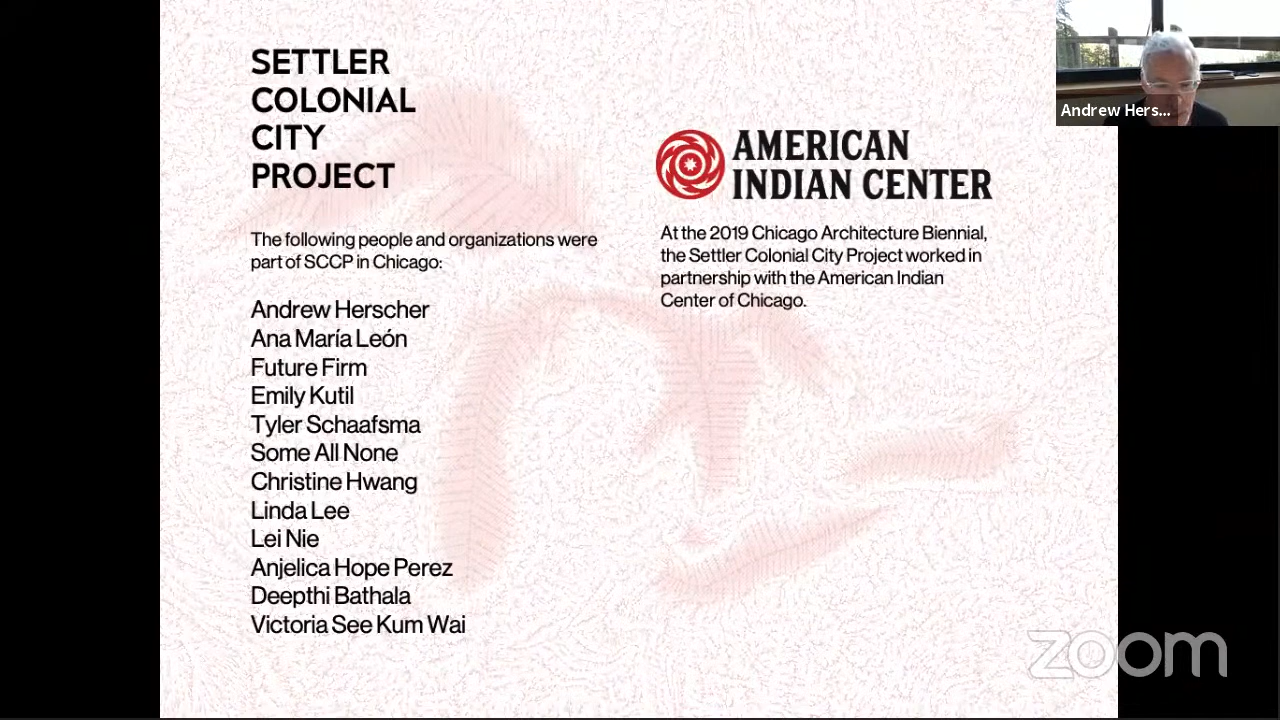 SETTLER
COLONIAL
CITY
PROJECT
The following people and organizations were
part of SCCP in Chicago:
Andrew Herscher
Ana María León
Future Firm
Emily Kutil
Tyler Schaafsma
Some All None
Christine Hwang
Linda Lee
Lei Nie
Anjelica Hope Perez
Deepthi Bathala
Victoria See Kum Wai
AMERICAN
INDIAN CENTER
At the 2019 Chicago Architecture Biennial,
the Settler Colonial City Project worked in
partnership with the American Indian
Center of Chicago.
Andrew Hers...
zoom